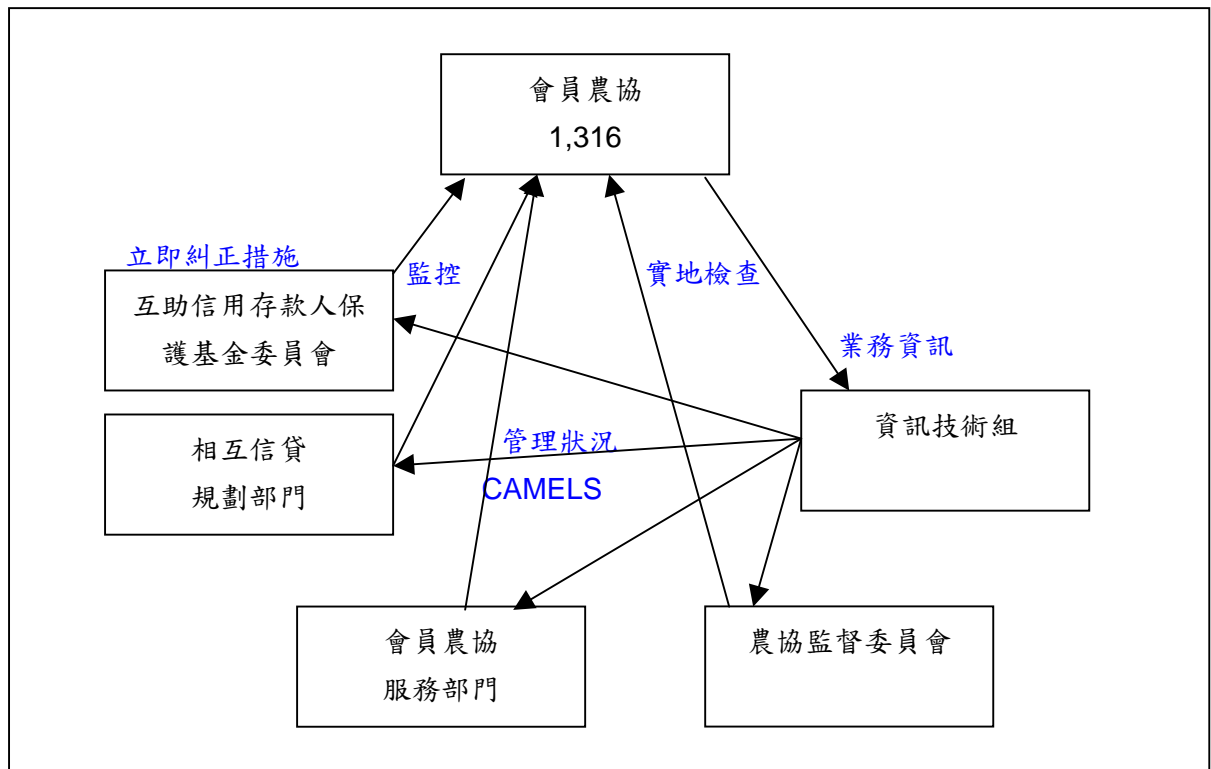 會員農協
1,316
立即糾正措施
監控
實地檢查
互助信用存款人保
護基金委員會
業務資訊
資訊技術組
相互信貸
規劃部門
管理狀況
CAMELS
會員農協
服務部門
農協監督委員會